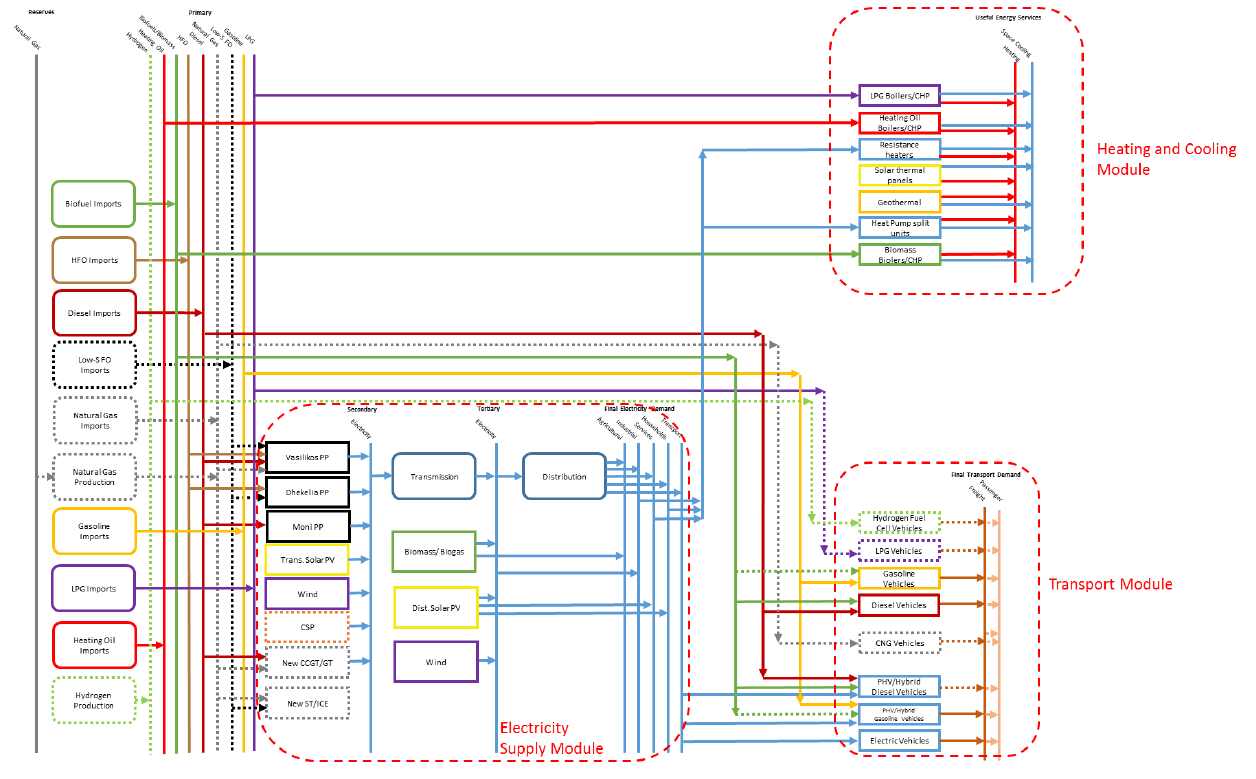 Reserves
Primary
Useful Energy Services
Natural Gas
Hydrogen
Heating Oil
Biofuels/Biomass
HFO
Diesel
Natural Gas
Low-S FO
Gasoline
LPG
Space Cooling
Heating
LPG Boilers/CHP
Heating Oil
Boilers/CHP
Resistance
heaters
Solar thermal
panels
Geothermal
Heat Pump split
units
Biomass
Biolers/CHP
Heating and Cooling
Module
Biofuel Imports
HFO Imports
Diesel Imports
Low-S FO
Imports
Natural Gas
Imports
Natural Gas
Production
Gasoline
Imports
LPG Imports
Heating Oil
Imports
Hydrogen
Production
Secondary
Tertiary
Final Electricity Demand
Electricity
Electricity
Agricultural
Industrial
Services
Households
Transport
Vasilikos PP
Dhekelia PP
Moni PP
Trans. Solar PV
Wind
CSP
New CCGT/GT
New ST/ICE
Transmission
Distribution
Biomass/ Biogas
Dist. Solar PV
Wind
Electricity
Supply Module
Final Transport Demand
Freight
Passenger
Hydrogen Fuel
Cell Vehicles
LPG Vehicles
Gasoline
Vehicles
Diesel Vehicles
CNG Vehicles
PHV/Hybrid
Diesel Vehicles
PHV/Hybrid
Gasoline vehicles
Electric Vehicles
Transport Module